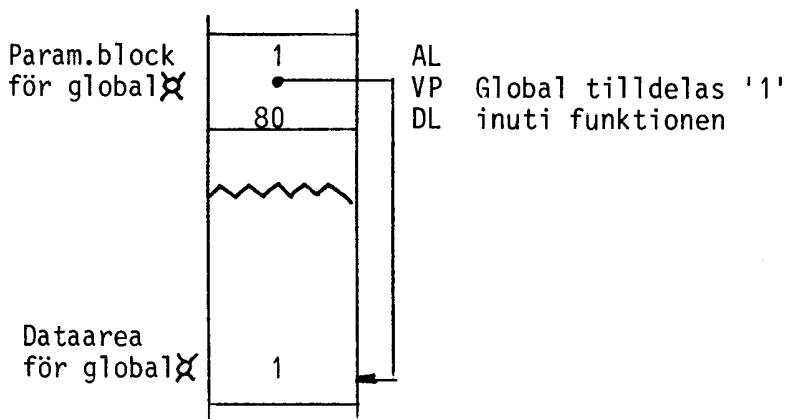 Param.block 1 AL
för global¤ VP Global tilldelas '1'
80 DL inuti funktionen
Dataarea
för global¤ 1